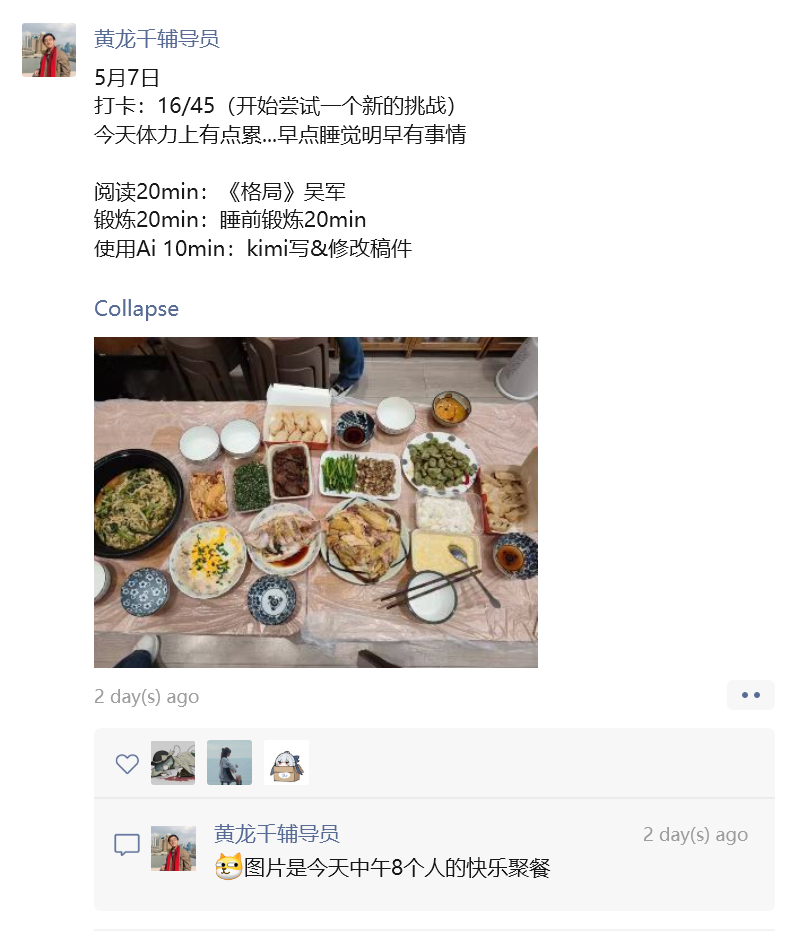 黄龙千辅导员
5月7日
打卡：16/45（开始尝试一个新的挑战）
今天体力上有点累...早点睡觉明早有事情
阅读20min：《格局》吴军
锻炼20min：睡前锻炼20min
使用Ai 10min：kimi写&修改稿件
Collapse
2 day(s) ago
黄龙千辅导员
2 day(s) ago
图片是今天中午8个人的快乐聚餐